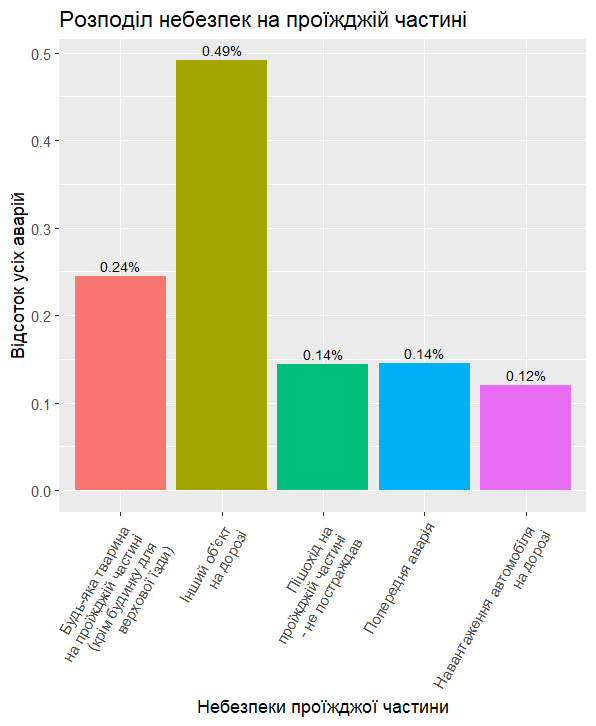 Розподіл небезпек на проїжджій частині
Відсоток усіх аварій
0.5
0.4
0.3
0.2
0.1
0.0
0.24%
0.49%
0.14%
0.14%
0.12%
Будь-яка тварина
на проїжджій частині
(крім будинку для
верхової їзди)
Інший об'єкт
на дорозі
Пішохід на
проїжджій частині
- не постраждав
Попередня аварія
Навантаження автомобіля
на дорозі
Небезпеки проїжджої частини